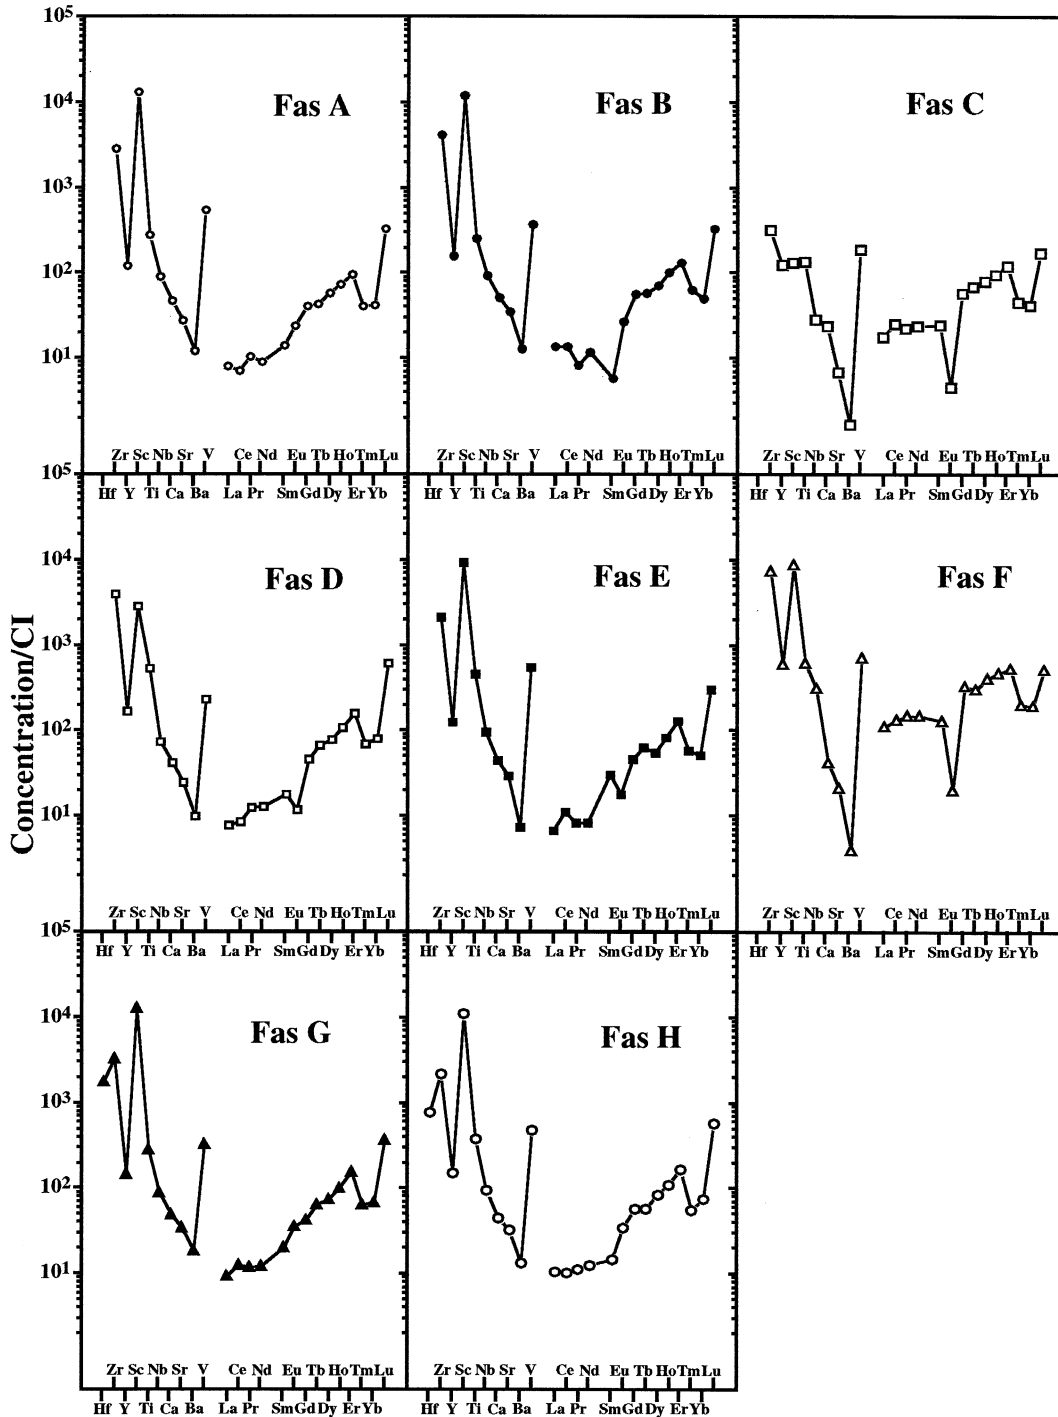 Concentration/CI
10⁵
10⁴
10³
10²
10¹
Fas A
Fas B
Fas C
Zr Sc Nb Sr V Ce Nd Eu Tb Ho Tm Lu
Zr Sc Nb Sr V Ce Nd Eu Tb Ho Tm Lu
Zr Sc Nb Sr V Ce Nd Eu Tb Ho Tm Lu
10⁵
Hf Y Ti Ca Ba La Pr Sm Gd Dy Er Yb
Hf Y Ti Ca Ba La Pr Sm Gd Dy Er Yb
Hf Y Ti Ca Ba La Pr Sm Gd Dy Er Yb
10⁴
10³
10²
10¹
Fas D
Fas E
Fas F
Zr Sc Nb Sr V Ce Nd Eu Tb Ho Tm Lu
Zr Sc Nb Sr V Ce Nd Eu Tb Ho Tm Lu
Zr Sc Nb Sr V Ce Nd Eu Tb Ho Tm Lu
10⁵
Hf Y Ti Ca Ba La Pr Sm Gd Dy Er Yb
Hf Y Ti Ca Ba La Pr Sm Gd Dy Er Yb
Hf Y Ti Ca Ba La Pr Sm Gd Dy Er Yb
10⁴
10³
10²
10¹
Fas G
Fas H
Zr Sc Nb Sr V Ce Nd Eu Tb Ho Tm Lu
Zr Sc Nb Sr V Ce Nd Eu Tb Ho Tm Lu
Hf Y Ti Ca Ba La Pr Sm Gd Dy Er Yb
Hf Y Ti Ca Ba La Pr Sm Gd Dy Er Yb